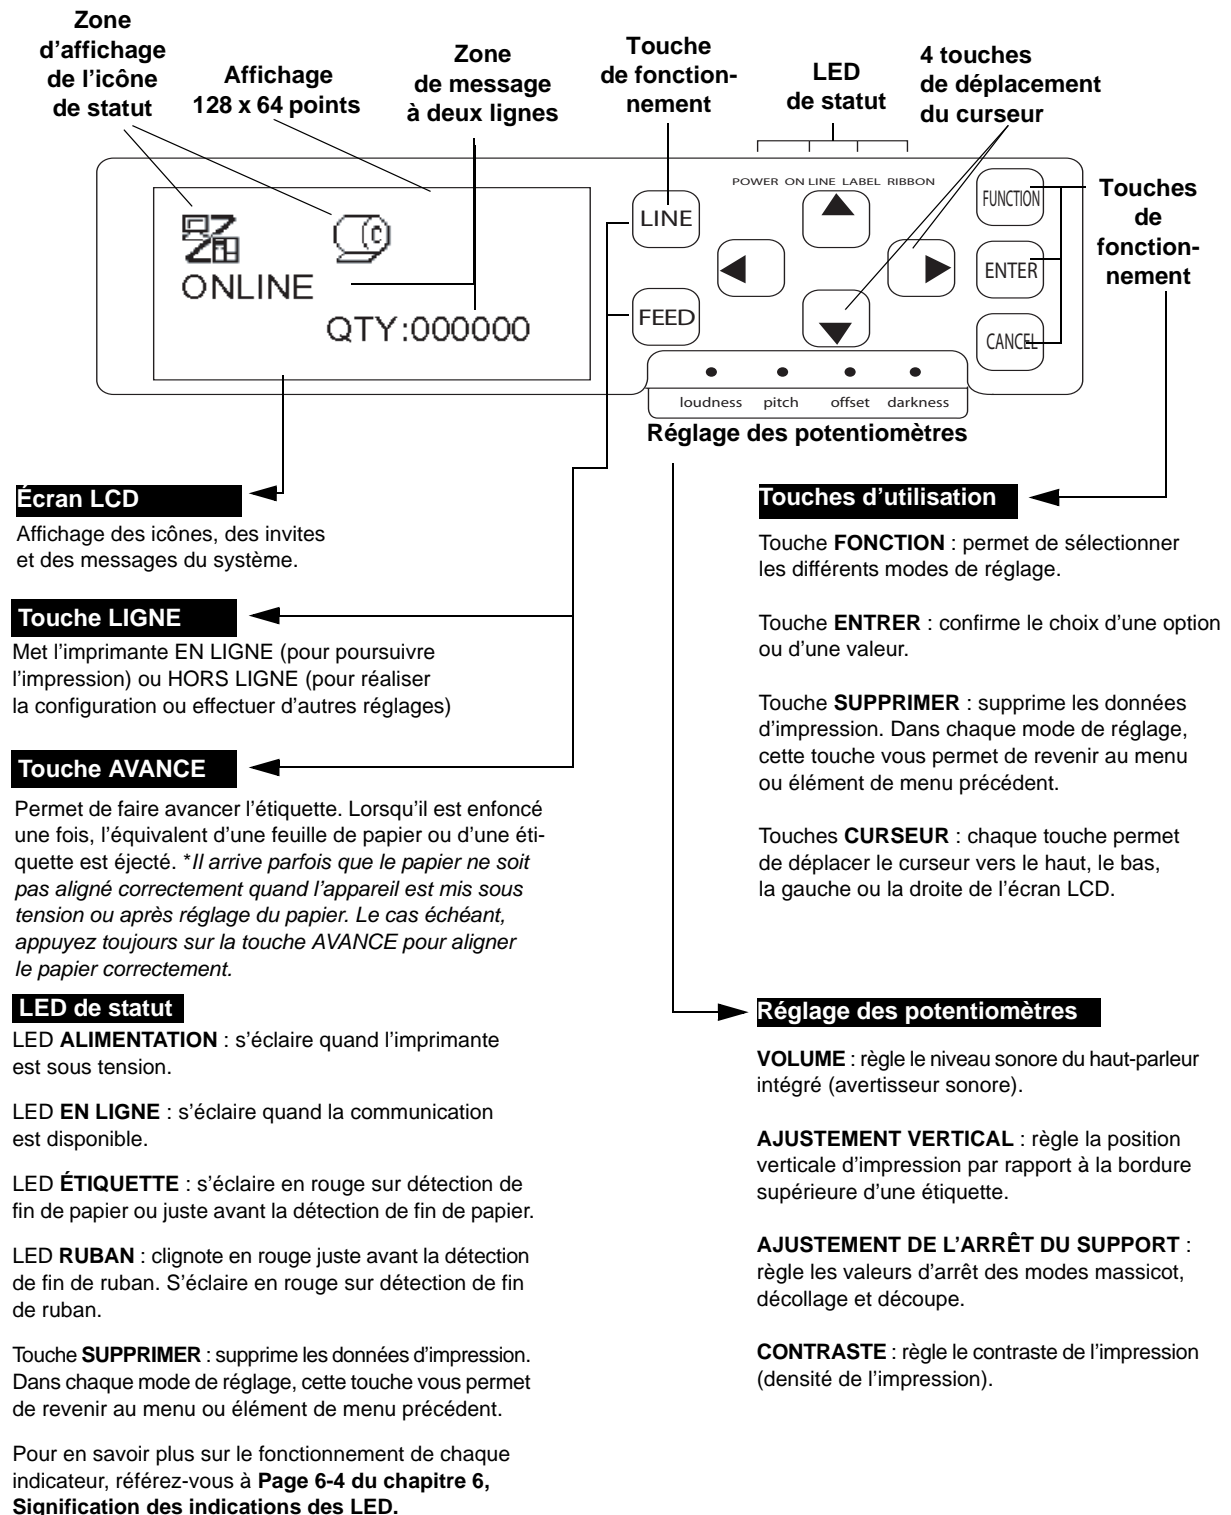 Zone
d'affichage
de l'icône
de statut
Affichage
128 x 64 points
Zone
de message
à deux lignes
Touche
de fonction-
nement
LED
de statut
4 touches
de déplacement
du curseur
POWER ON LINE LABEL RIBBON
LINE
FEED
FUNCTION
ENTER
CANCEL
Touches
de
fonction-
nement
ONLINE
QTY:000000
loudness pitch offset darkness
Réglage des potentiomètres
Écran LCD
Affichage des icônes, des invites
et des messages du système.
Touche LIGNE
Met l'imprimante EN LIGNE (pour poursuivre
l'impression) ou HORS LIGNE (pour réaliser
la configuration ou effectuer d'autres réglages)
Touche AVANCE
Permet de faire avancer l'étiquette. Lorsqu'il est enfoncé
une fois, l'équivalent d'une feuille de papier ou d'une éti-
quette est éjecté. *Il arrive parfois que le papier ne soit
pas aligné correctement quand l'appareil est mis sous
tension ou après réglage du papier. Le cas échéant,
appuyez toujours sur la touche AVANCE pour aligner
le papier correctement.
LED de statut
LED ALIMENTATION : s'éclaire quand l'imprimante
est sous tension.
LED EN LIGNE : s'éclaire quand la communication
est disponible.
LED ÉTIQUETTE : s'éclaire en rouge sur détection de
fin de papier ou juste avant la détection de fin de papier.
LED RUBAN : clignote en rouge juste avant la détection
de fin de ruban. S'éclaire en rouge sur détection de fin
de ruban.
Touche SUPPRIMER : supprime les données d'impression.
Dans chaque mode de réglage, cette touche vous permet
de revenir au menu ou élément de menu précédent.
Pour en savoir plus sur le fonctionnement de chaque
indicateur, référez-vous à Page 6-4 du chapitre 6,
Signification des indications des LED.
Touches d'utilisation
Touche FONCTION : permet de sélectionner
les différents modes de réglage.
Touche ENTRER : confirme le choix d'une option
ou d'une valeur.
Touche SUPPRIMER : supprime les données
d'impression. Dans chaque mode de réglage,
cette touche vous permet de revenir au menu
ou élément de menu précédent.
Touches CURSEUR : chaque touche permet
de déplacer le curseur vers le haut, le bas,
la gauche ou la droite de l'écran LCD.
Réglage des potentiomètres
VOLUME : règle le niveau sonore du haut-parleur
intégré (avertisseur sonore).
AJUSTEMENT VERTICAL : règle la position
verticale d'impression par rapport à la bordure
supérieure d'une étiquette.
AJUSTEMENT DE L'ARRÊT DU SUPPORT :
règle les valeurs d'arrêt des modes massicot,
décollage et découpe.
CONTRASTE : règle le contraste de l'impression
(densité de l'impression).